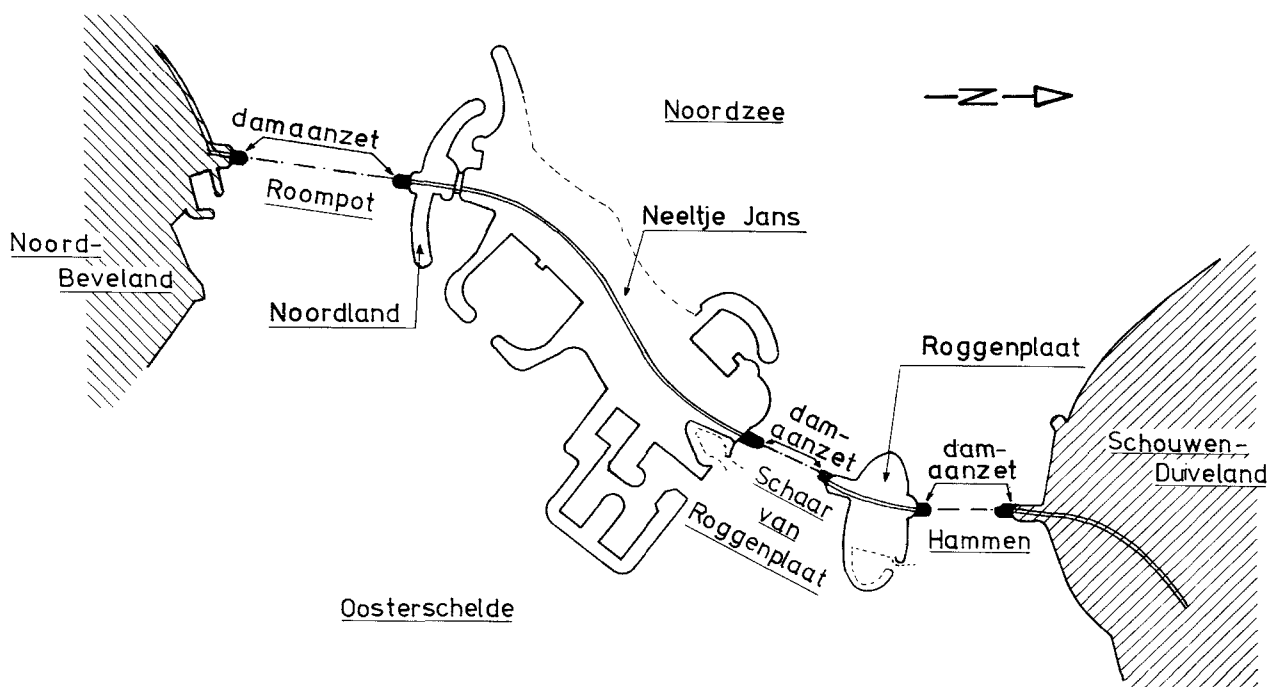 Noordzee
N
damaanzet
Roompot
Neeltje Jans
Noord-
Beveland
Noordland
Roggenplaat
dam-
aanzet
Schaar
van
Roggenplaat
dam-
aanzet
Hammen
Schouwen-
Duiveland
Oosterschelde